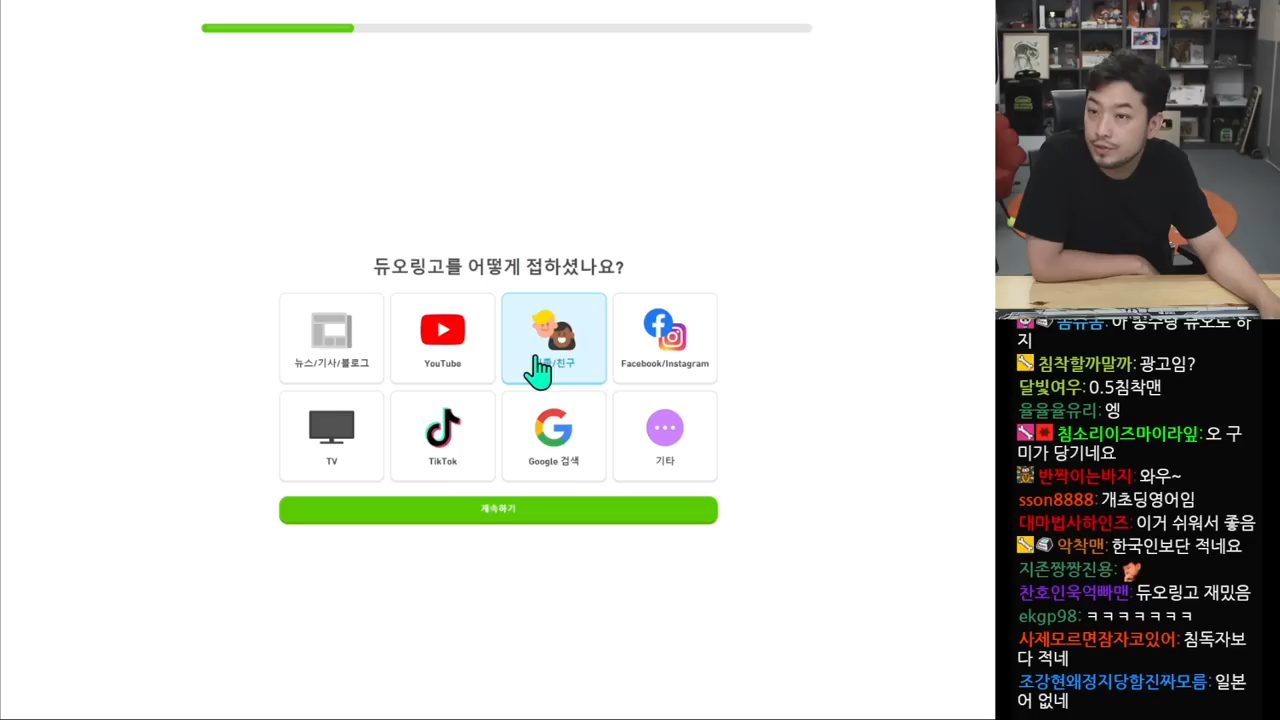 듀오링고를 어떻게 접하셨나요?
뉴스/기사/블로그
YouTube
/친구
Facebook/Instagram
TV
TikTok
Google 검색
기타
계속하기
지
침착할까말까: 광고임?
달빛여우: 0.5침착맨
율율율유리: 엥
침소리이즈마이라잎: 오 구
미가 당기네요
반짝이는바지: 와우~
sson8888: 개초딩영어임
대마법사하인즈: 이거 쉬워서 좋음
악착맨: 한국인보단 적네요
지존짱짱진용:
찬호인욱억빠맨: 듀오링고 재밌음
ekgp98: ㅋㅋㅋㅋㅋㅋㅋ
사제모르면잠자코있어: 침독자보
다 적네
조강현왜정지당함진짜모름: 일본
어 없네